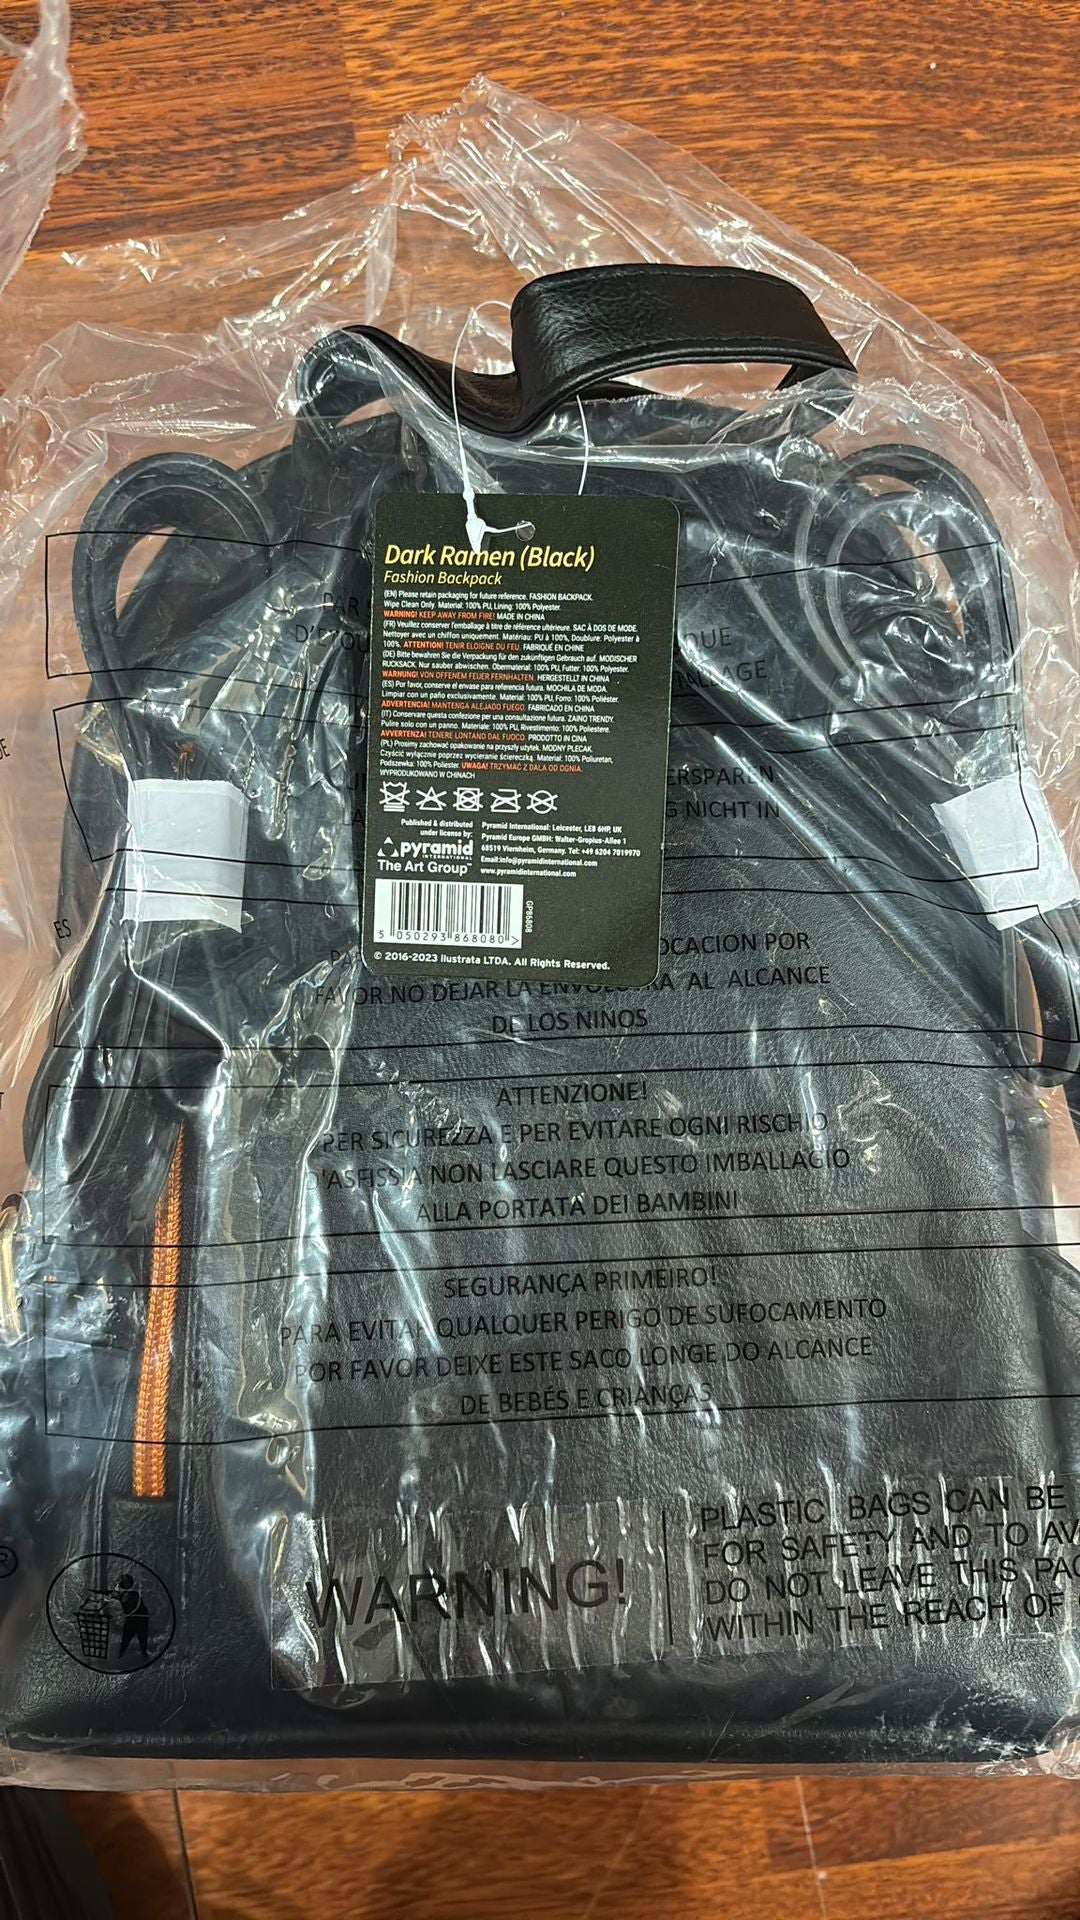 Dark Ramen (Black)
Fashion Backpack
(EN) Please retain packaging for future reference. FASHION BACKPACK.
Wipe Clean Only. Material: 100% PU, Lining: 100% Polyester.
WARNING! KEEP AWAY FROM FIRE! MADE IN CHINA
(FR) Veuillez conserver l'emballage à titre de référence ultérieure. SAC À DOS DE MODE.
Nettoyer avec un chiffon uniquement. Matériau: PU à 100%, Doublure: Polyester à
100%. ATTENTION! TENIR ELOIGNE DU FEU. FABRIQUÉ EN CHINE
(DE) Bitte bewahren Sie die Verpackung für den zukünftigen Gebrauch auf. MODISCHER
RUCKSACK. Nur sauber abwischen. Obermaterial: 100% PU, Futter: 100% Polyester.
WARNUNG! VON OFFENEM FEUER FERNHALTEN. HERGESTELLT IN CHINA
(ES) Por favor, conserve el envase para referencia futura. MOCHILA DE MODA.
Limpiar con un paño exclusivamente. Material: 100% PU, Forro: 100% Poliéster.
ADVERTENCIA! MANTENGA ALEJADO FUEGO. FABRICADO EN CHINA
(IT) Conservare questa confezione per una consultazione futura. ZAINO TRENDY.
Pulire solo con un panno. Materiale: 100% PU, Rivestimento: 100% Poliestere.
AVVERTENZA! TENERE LONTANO DAL FUOCO. PRODOTTO IN CINA
(PL) Prosimy zachować opakowanie na przyszły użytek. MODNY PLECAK.
Czyścić wyłącznie poprzez wycieranie ściereczką. Materiał: 100% Poliuretan,
Podszewka: 100% Poliester. UWAGA! TRZYMAĆ Z DALA OD OGNIA.
WYPRODUKOWANO W CHINACH
Published & distributed
under license by:
pyramid
INTERNATIONAL
The Art Group™
Pyramid International: Leicester, LE8 6HP, UK
Pyramid Europe GMBH: Walter-Gropius-Allee 1
68519 Viernheim, Germany. Tel: +49 6204 7019970
Email:info@pyramidinternational.com
www.pyramidinternational.com
5 050293 868080 >
GP86808
© 2016-2023 Ilustrata LTDA. All Rights Reserved.
PAR
D'
QUE
NICHT IN
ES
POR
FAVOR NO DEJAR LA AL ALCANCE
DE LOS NINOS
ATTENZIONE!
PER SICUREZZA E PER EVITARE OGNI RISCHIO
D'ASFISSIA NON LASCIARE QUESTO IMBALLAGIO
ALLA PORTATA DEI BAMBINI
SEGURANÇA PRIMEIRO!
PARA EVITAR QUALQUER PERIGO DE SUFOCAMENTO
POR FAVOR DEIXE ESTE SACO LONGE DO ALCANCE
DE BEBÉS E CRIANÇAS
WARNING!
PLASTIC BAGS CAN BE
FOR SAFETY AND TO AV
DO NOT LEAVE THIS PAC
WITHIN THE REACH OF